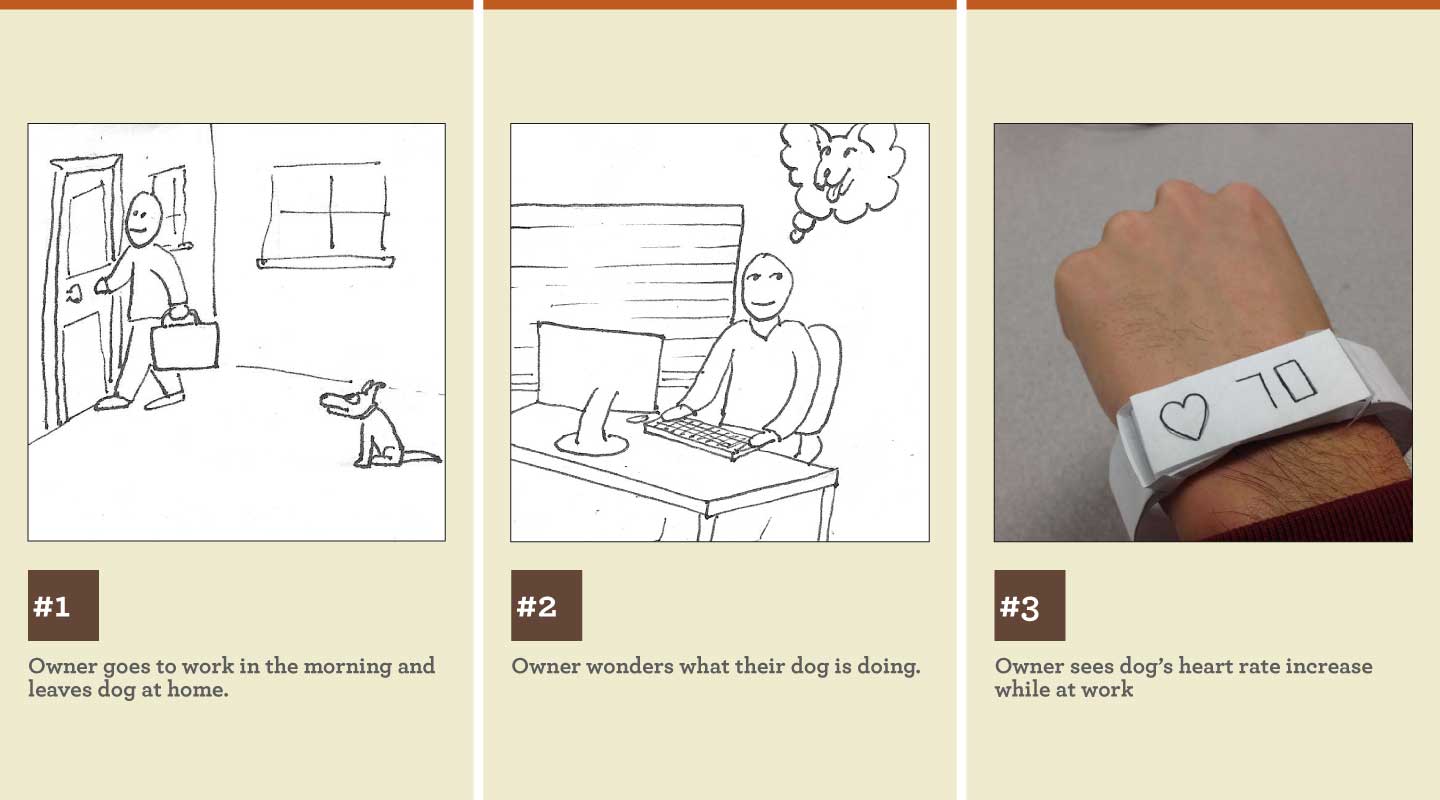 ♡ 70
#1
#2
#3
Owner goes to work in the morning and
leaves dog at home.
Owner wonders what their dog is doing.
Owner sees dog’s heart rate increase
while at work